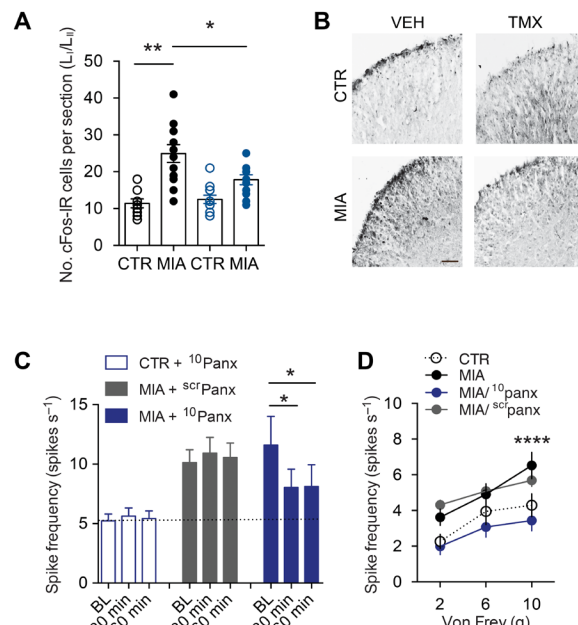 A
B
VEH
TMX
CTR
MIA
**
*
No. cFos-IR cells per section (LI/LII)
50
40
30
20
10
0
CTR MIA CTR MIA
C
CTR + 10Panx
MIA + scrPanx
MIA + 10Panx
Spike frequency (spikes s−1)
15
10
5
0
*
*
BL
BL
BL
D
CTR
MIA
MIA/ 10panx
MIA/ scrpanx
Spike frequency (spikes s−1)
10
8
6
4
2
0
****
2 6 10
Von Frey (g)